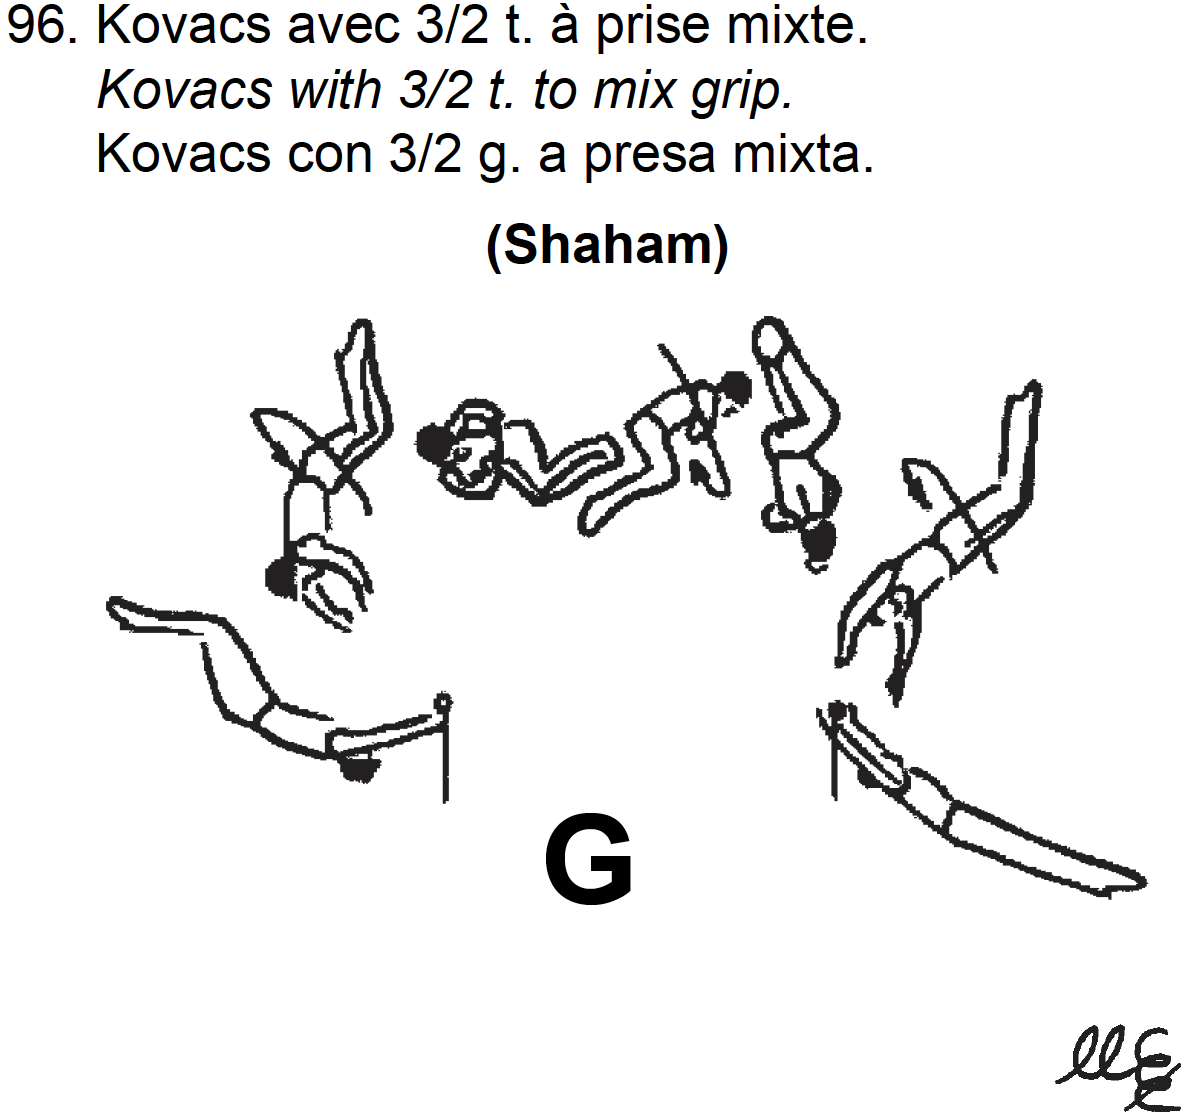 96. Kovacs avec 3/2 t. à prise mixte.
Kovacs with 3/2 t. to mix grip.
Kovacs con 3/2 g. a presa mixta.
(Shaham)
G